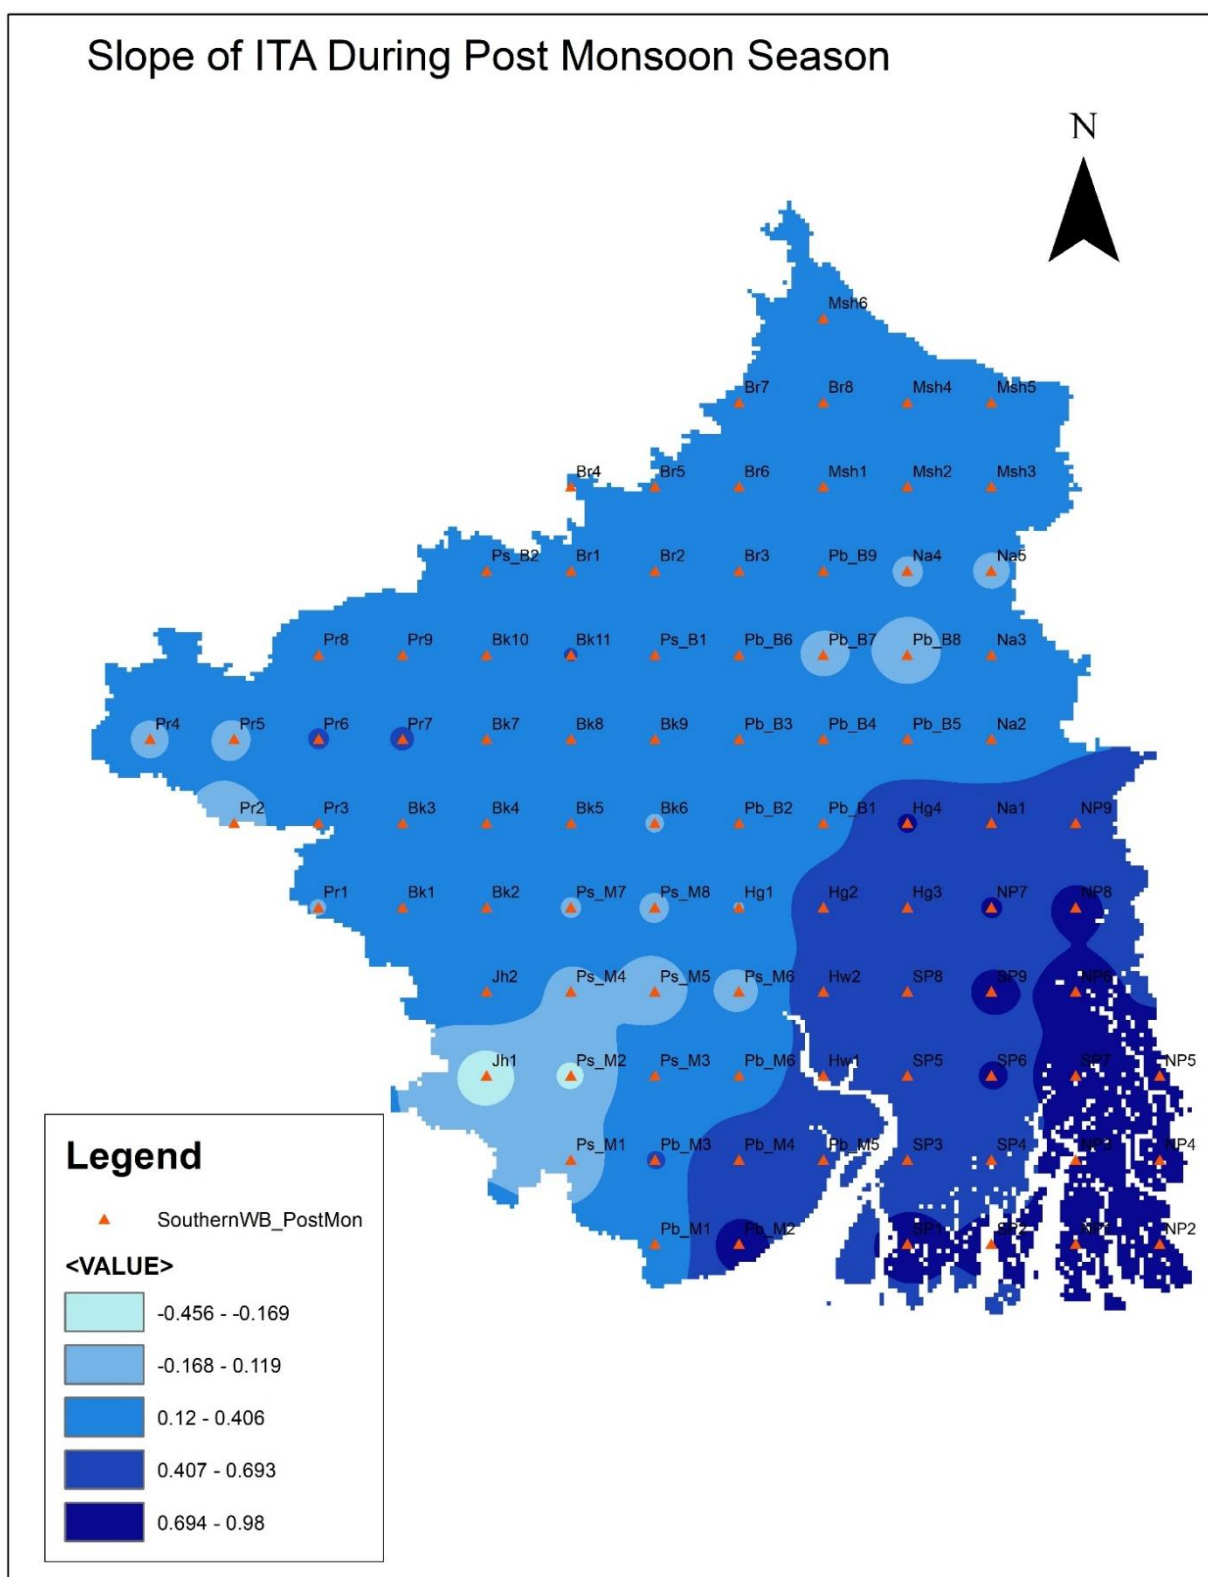 Slope of ITA During Post Monsoon Season
N
Msh6
Br7 Br8 Msh4 Msh5
Br4 Br5 Br6 Msh1 Msh2 Msh3
Ps_B2 Br1 Br2 Br3 Pb_B9 Na4 Na5
Pr8 Pr9 Bk10 Bk11 Ps_B1 Pb_B6 Pb_B7 Pb_B8 Na3
Pr4 Pr5 Pr6 Pr7 Bk7 Bk8 Bk9 Pb_B3 Pb_B4 Pb_B5 Na2
Pr2 Pr3 Bk3 Bk4 Bk5 Bk6 Pb_B2 Pb_B1 Hg4 Na1 NP9
Pr1 Bk1 Bk2 Ps_M7 Ps_M8 Hg1 Hg2 Hg3 NP7 NP8
Jh2 Ps_M4 Ps_M5 Ps_M6 Hw2 SP8 SP9 NP6
Jh1 Ps_M2 Ps_M3 Pb_M6 Hw1 SP5 SP6 SP7 NP5
Ps_M1 Pb_M3 Pb_M4 Pb_M5 SP3 SP4 NP3 NP4
Pb_M1 Pb_M2 SP1 SP2 NP1 NP2
Legend
SouthernWB_PostMon
<VALUE>
-0.456 - -0.169
-0.168 - 0.119
0.12 - 0.406
0.407 - 0.693
0.694 - 0.98